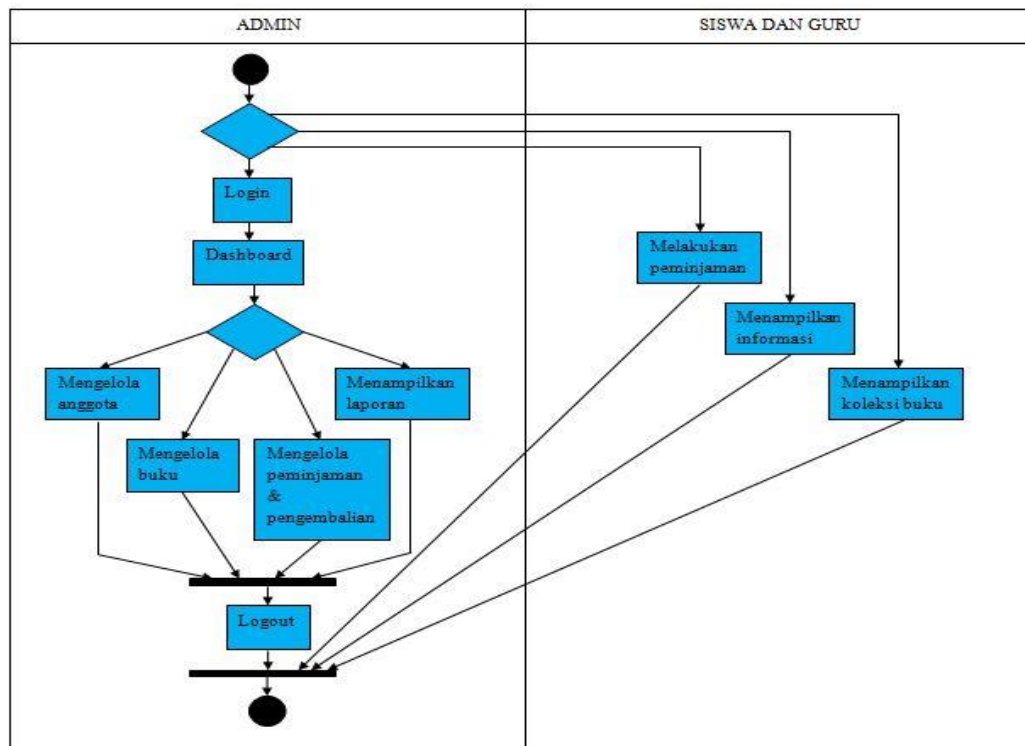 ADMIN
SISWA DAN GURU
Login
Dashboard
Melakukan
peminjaman
Menampilkan
informasi
Mengelola
anggota
Menampilkan
laporan
Menampilkan
koleksi buku
Mengelola
buku
Mengelola
peminjaman
&
pengembalian
Logout